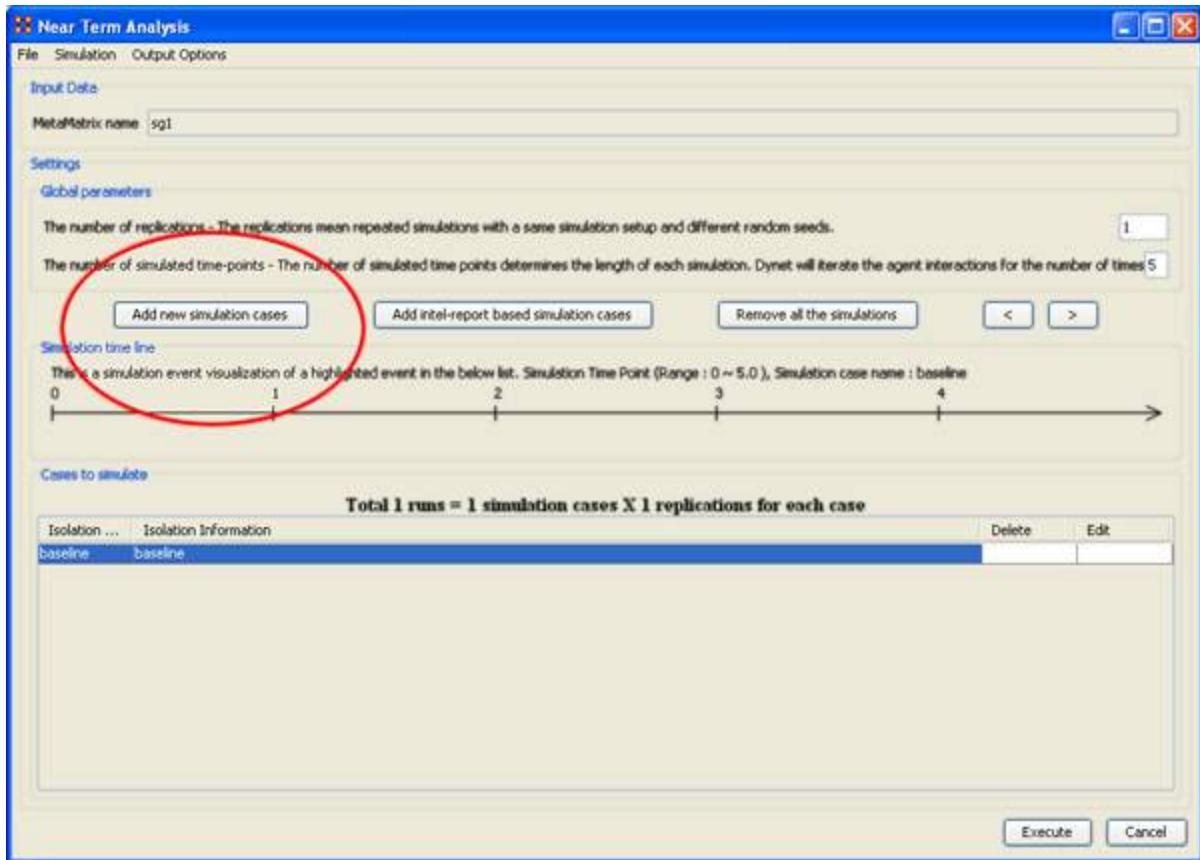 Near Term Analysis
File Simulation Output Options
Input Data
MetaMatrix name sg1
Settings
Global parameters
The number of replications - The replications mean repeated simulations with a same simulation setup and different random seeds. 1
The number of simulated time-points - The number of simulated time points determines the length of each simulation. Dynet will iterate the agent interactions for the number of times 5
Add new simulation cases Add intel-report based simulation cases Remove all the simulations < >
Simulation time line
This is a simulation event visualization of a highlighted event in the below list. Simulation Time Point (Range : 0 ~ 5.0 ), Simulation case name : baseline
0 1 2 3 4
Cases to simulate
Total 1 runs = 1 simulation cases X 1 replications for each case
Isolation ... Isolation Information Delete Edit
baseline baseline
Execute Cancel